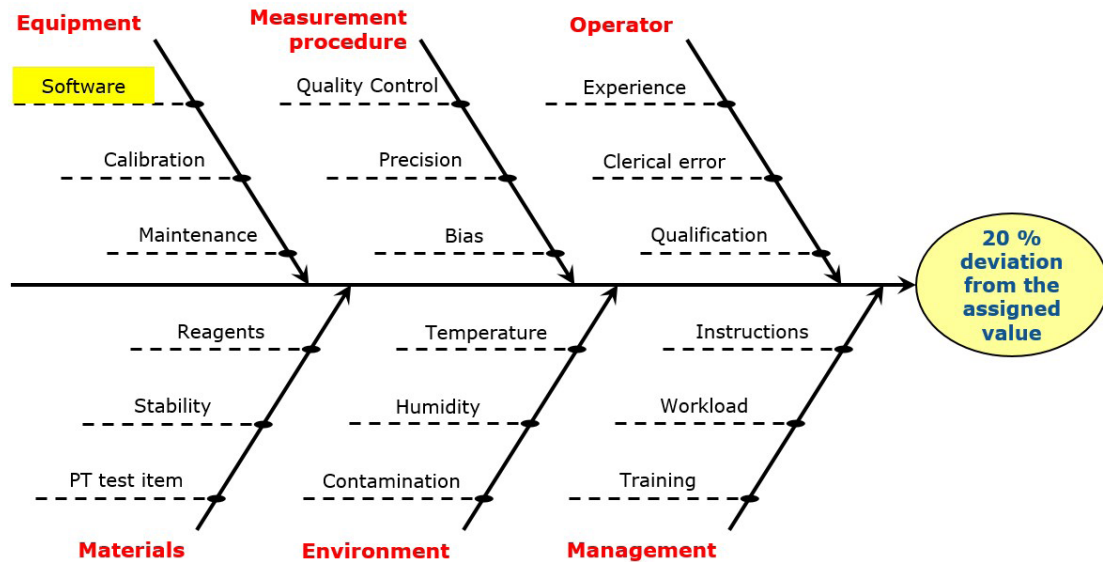 Equipment
Measurement
procedure
Operator
Software
Quality Control
Experience
Calibration
Precision
Clerical error
Maintenance
Bias
Qualification
20 %
deviation
from the
assigned
value
Reagents
Temperature
Instructions
Stability
Humidity
Workload
PT test item
Contamination
Training
Materials
Environment
Management